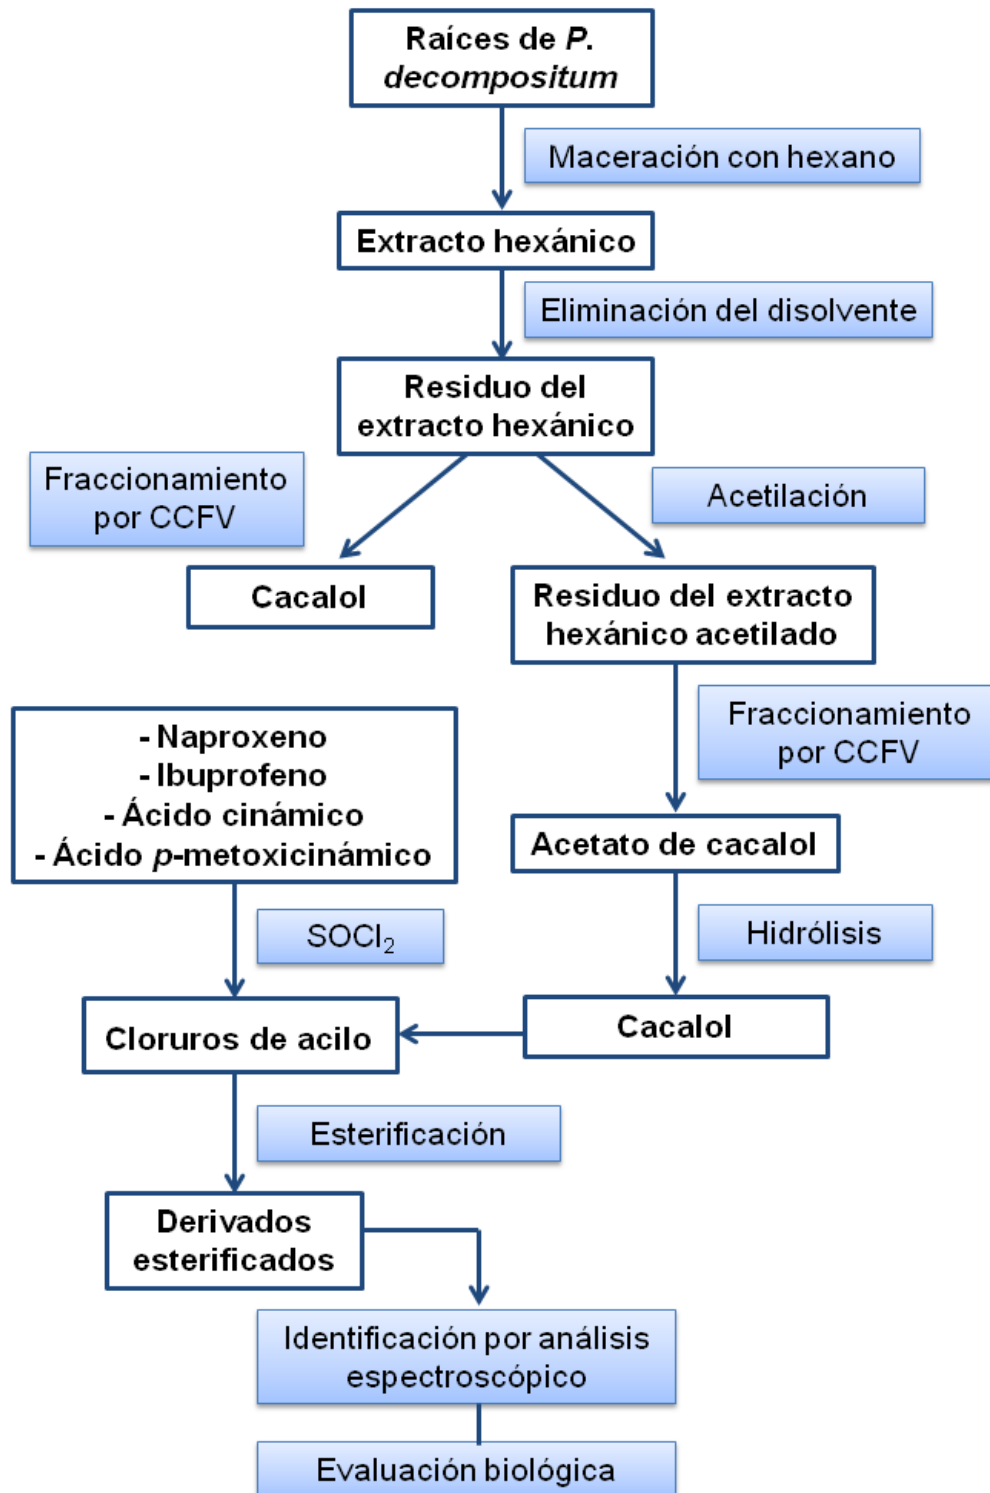 Raíces de P.
decompositum
Maceración con hexano
Extracto hexánico
Eliminación del disolvente
Residuo del
extracto hexánico
Fraccionamiento
por CCFV
Acetilación
Cacalol
Residuo del extracto
hexánico acetilado
Fraccionamiento
por CCFV
- Naproxeno
- Ibuprofeno
- Ácido cinámico
- Ácido p-metoxicinámico
Acetato de cacalol
SOCl₂
Hidrólisis
Cloruros de acilo
Cacalol
Esterificación
Derivados
esterificados
Identificación por análisis
espectroscópico
Evaluación biológica